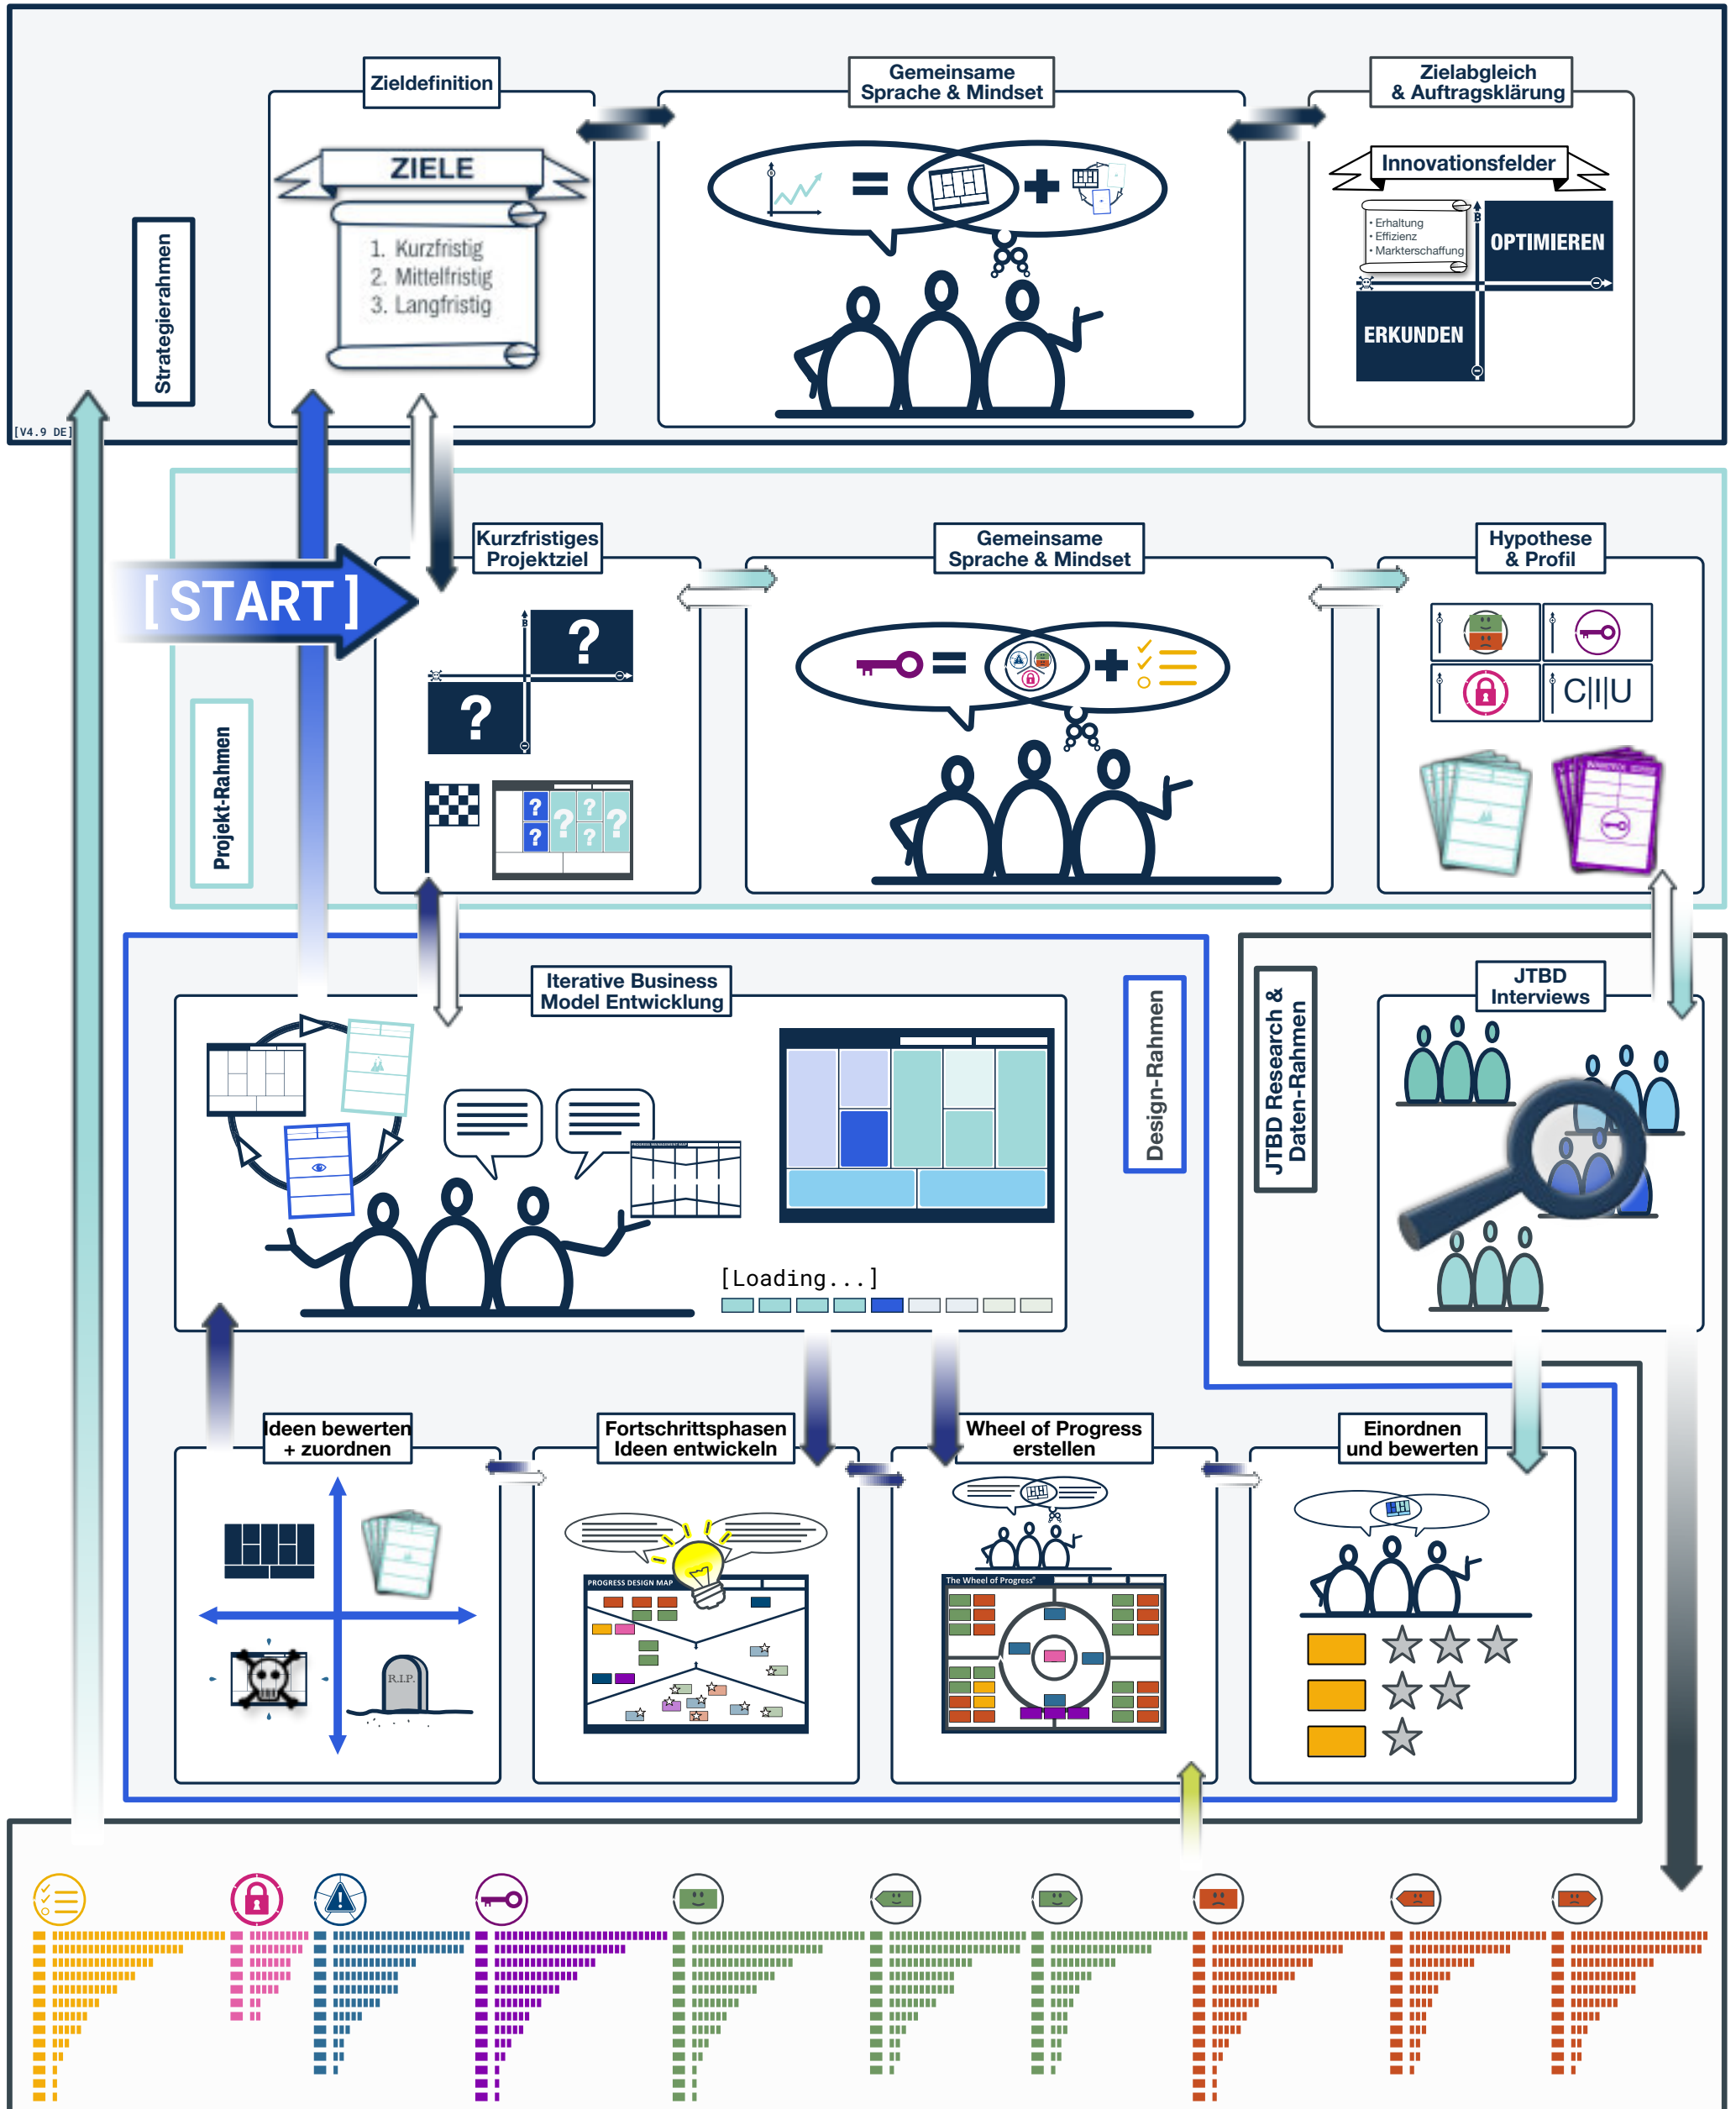 Zieldefinition
ZIELE
1. Kurzfristig
2. Mittelfristig
3. Langfristig
Gemeinsame
Sprache & Mindset
Zielabgleich
& Auftragsklärung
Innovationsfelder
• Erhaltung
• Effizienz
• Markterschaffung
B
OPTIMIEREN
ERKUNDEN
Strategierahmen
[V4.9 DE]
[START]
Projekt-Rahmen
Kurzfristiges
Projektziel
B
?
?
? ? ? ?
? ?
Gemeinsame
Sprache & Mindset
Hypothese
& Profil
C|I|U
Iterative Business
Model Entwicklung
[Loading...]
Design-Rahmen
JTBD Research &
Daten-Rahmen
JTBD
Interviews
Ideen bewerten
+ zuordnen
R.I.P.
Fortschrittsphasen
Ideen entwickeln
PROGRESS DESIGN MAP
Wheel of Progress
erstellen
The Wheel of Progress®
Einordnen
und bewerten